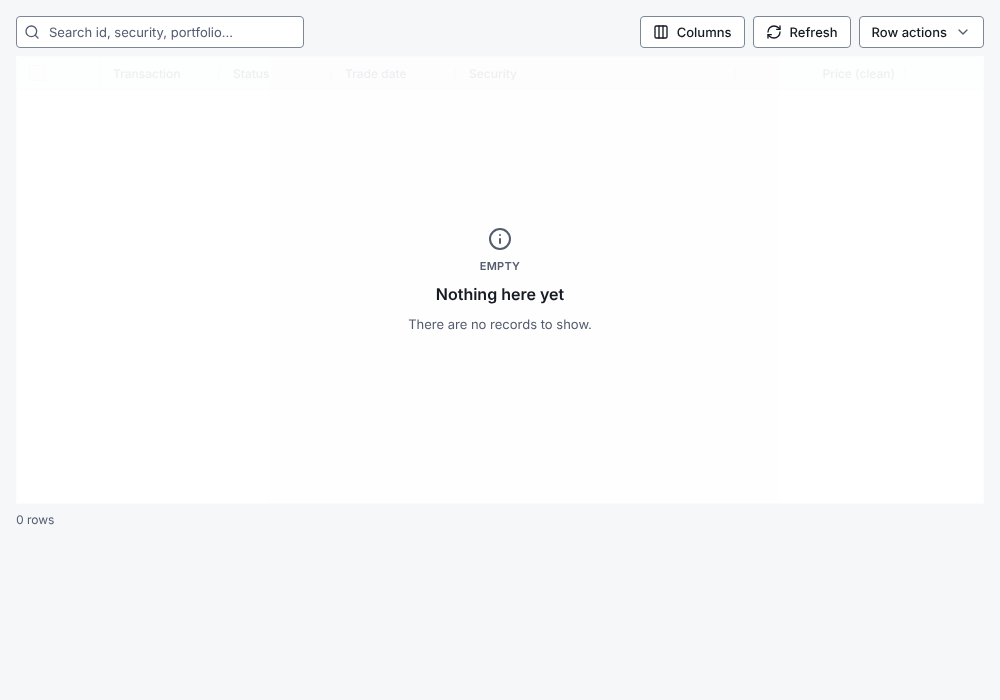 Search id, security, portfolio...
Columns
Refresh
Row actions
Transaction
Status
Trade date
Security
Price (clean)
EMPTY
Nothing here yet
There are no records to show.
0 rows